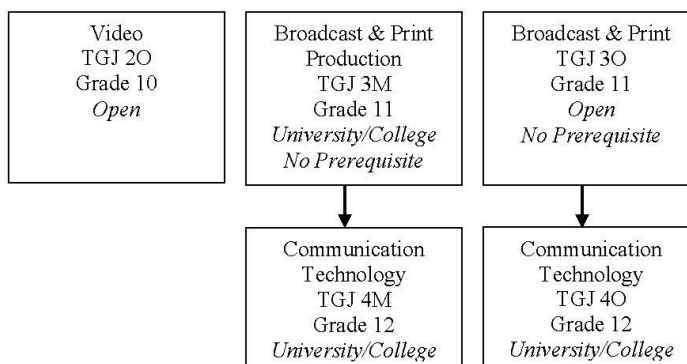 Video
TGJ 2O
Grade 10
Open
Broadcast & Print
Production
TGJ 3M
Grade 11
University/College
No Prerequisite
Broadcast & Print
TGJ 3O
Grade 11
Open
No Prerequisite
Communication
Technology
TGJ 4M
Grade 12
University/College
Communication
Technology
TGJ 4O
Grade 12
University/College